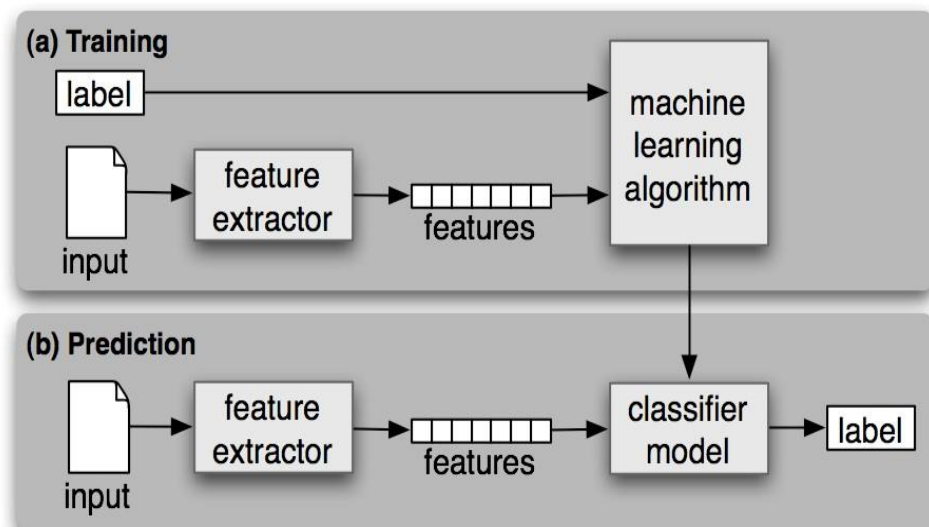 (a) Training
label
machine
learning
algorithm
feature
extractor
features
input
(b) Prediction
feature
extractor
features
classifier
model
label
input